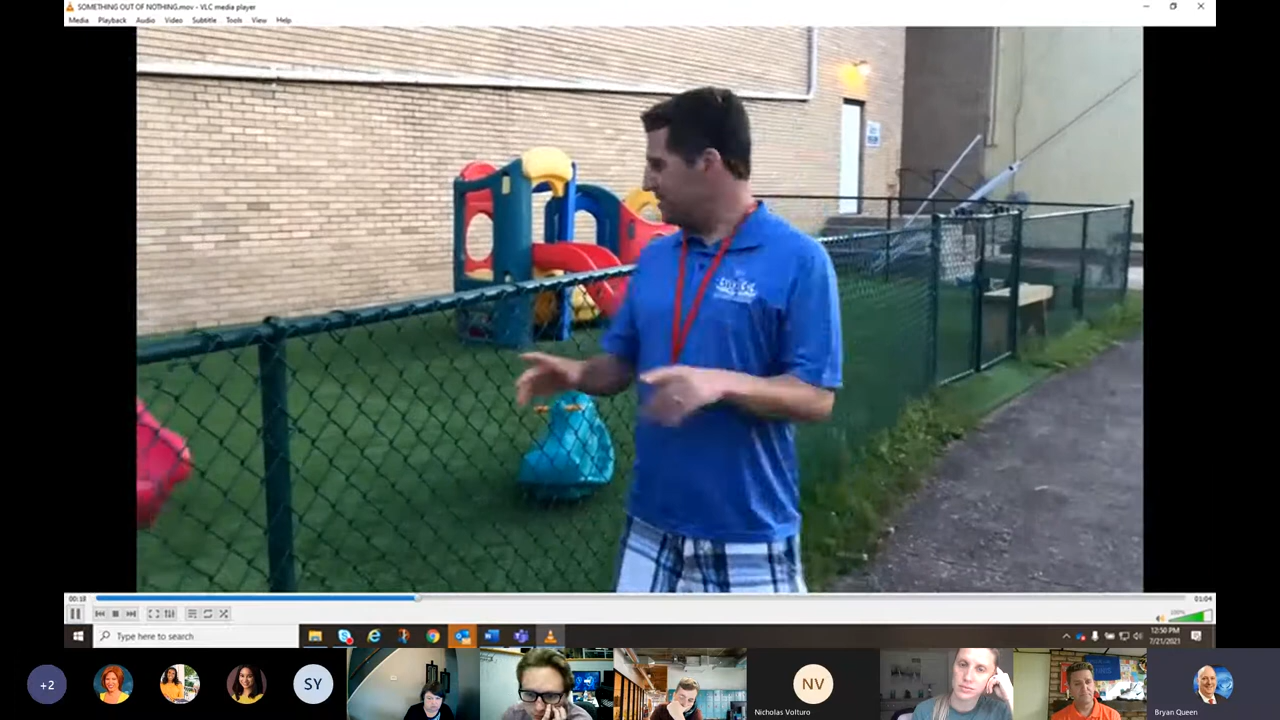 SOMETHING OUT OF NOTHING.mov - VLC media player
Media Playback Audio Video Subtitle Tools View Help
00:18
01:04
100%
Type here to search
12:50 PM
7/21/2021
+2
SY
NV
Nicholas Volturo
Bryan Queen